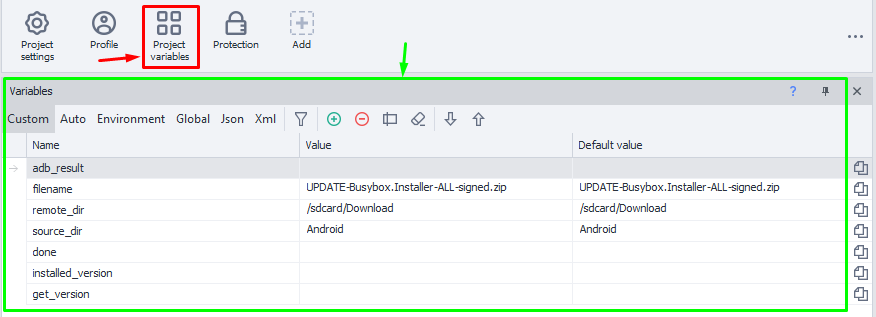 Project settings
Profile
Project variables
Protection
Add
Variables
?
Custom Auto Environment Global Json Xml
Name Value Default value
adb_result
filename UPDATE-Busybox.Installer-ALL-signed.zip UPDATE-Busybox.Installer-ALL-signed.zip
remote_dir /sdcard/Download /sdcard/Download
source_dir Android Android
done
installed_version
get_version